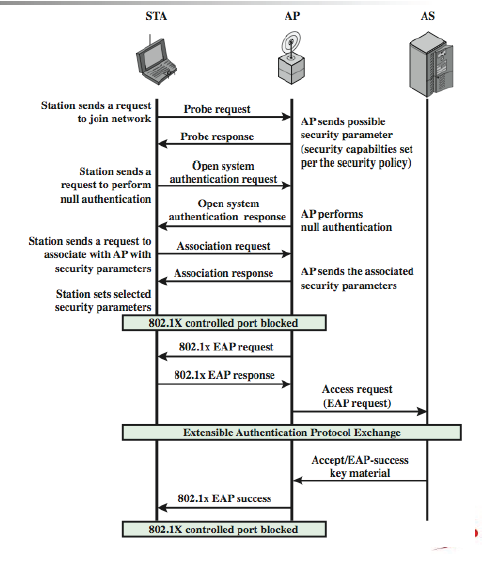 STA
AP
AS
Station sends a request
to join network
Probe request
AP sends possible
security parameter
(security capabilties set
per the security policy)
Probe response
Station sends a
request to perform
null authentication
Open system
authentication request
Open system
authentication response
AP performs
null authentication
Station sends a request to
associate with AP with
security parameters
Association request
Association response
AP sends the associated
security parameters
Station sets selected
security parameters
802.1X controlled port blocked
802.1x EAP request
802.1x EAP response
Access request
(EAP request)
Extensible Authentication Protocol Exchange
Accept/EAP-success
key material
802.1x EAP success
802.1X controlled port blocked